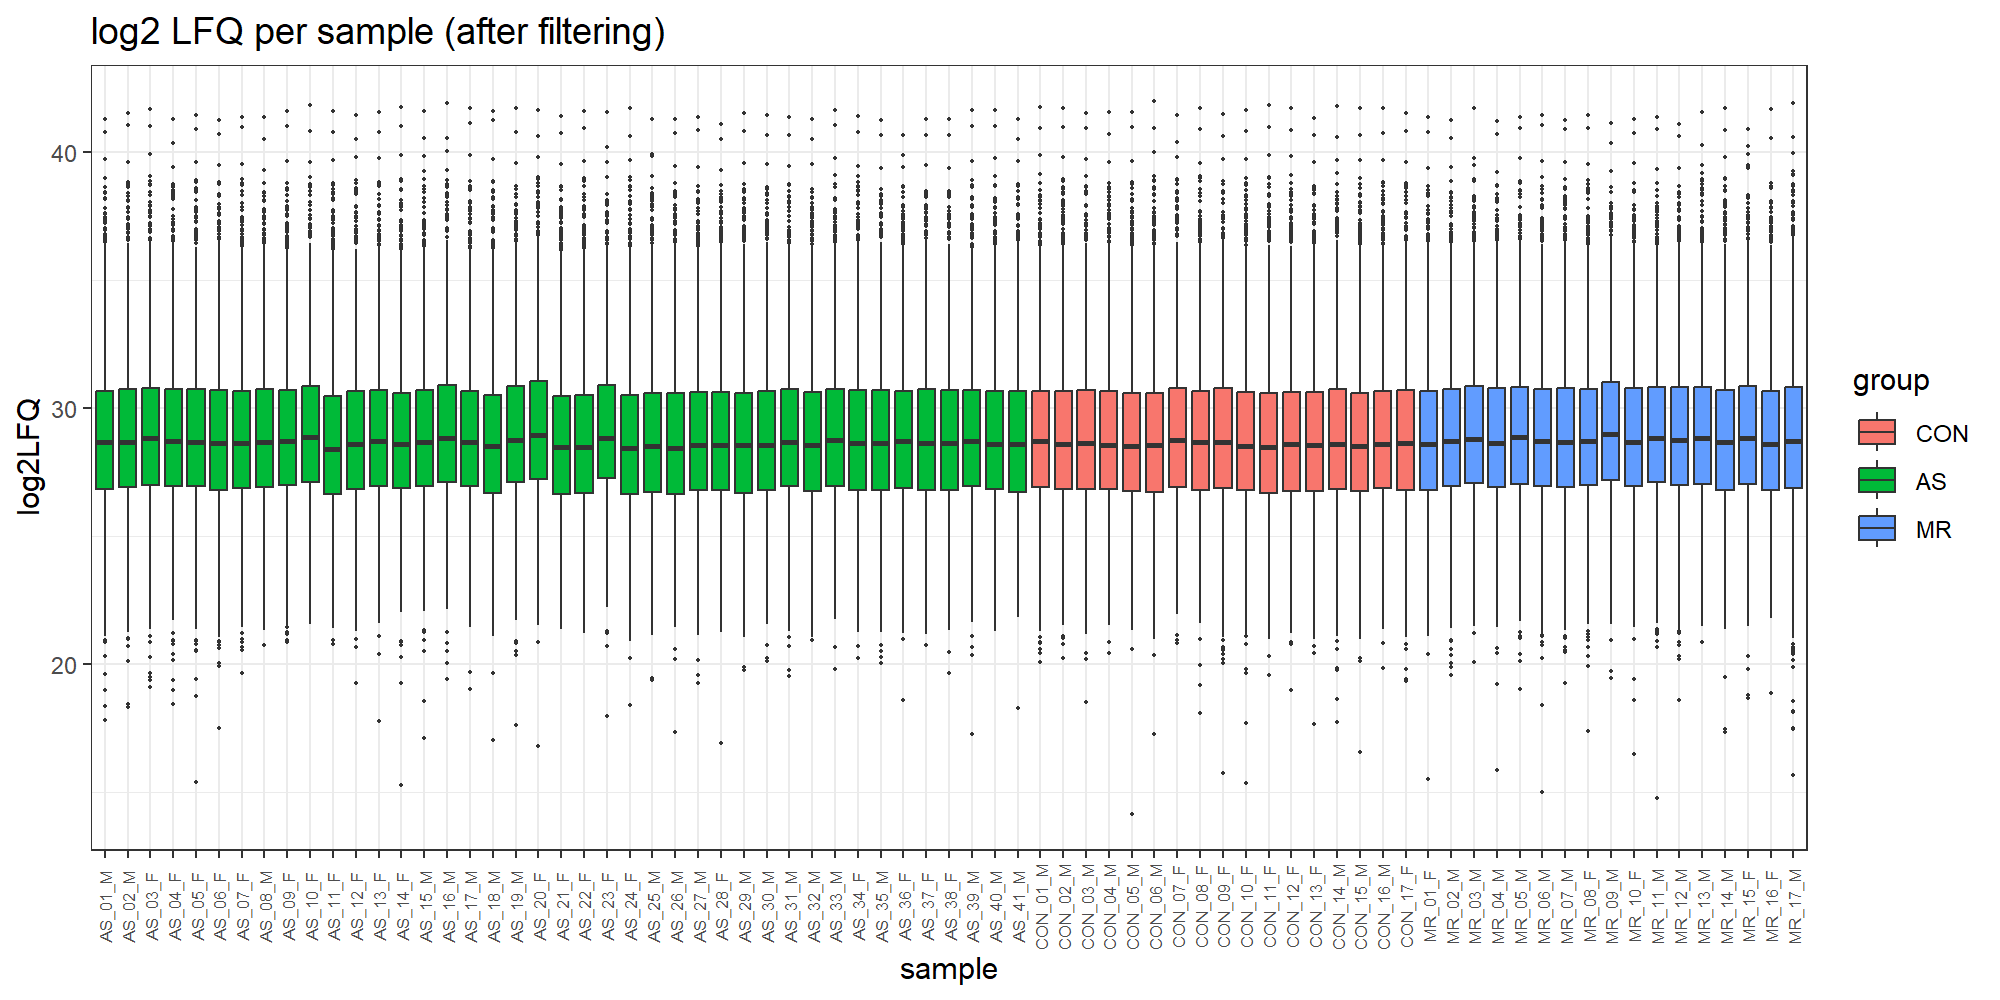 log2 LFQ per sample (after filtering)
log2LFQ
40
30
20
AS_01_M
AS_02_M
AS_03_F
AS_04_F
AS_05_F
AS_06_F
AS_07_F
AS_08_M
AS_09_F
AS_10_F
AS_11_F
AS_12_F
AS_13_F
AS_14_F
AS_15_M
AS_16_M
AS_17_M
AS_18_M
AS_19_M
AS_20_F
AS_21_F
AS_22_F
AS_23_F
AS_24_F
AS_25_M
AS_26_M
AS_27_M
AS_28_F
AS_29_M
AS_30_M
AS_31_M
AS_32_M
AS_33_M
AS_34_F
AS_35_M
AS_36_F
AS_37_F
AS_38_F
AS_39_M
AS_40_M
AS_41_M
CON_01_M
CON_02_M
CON_03_M
CON_04_M
CON_05_M
CON_06_M
CON_07_F
CON_08_F
CON_09_F
CON_10_F
CON_11_F
CON_12_F
CON_13_F
CON_14_M
CON_15_M
CON_16_M
CON_17_F
MR_01_F
MR_02_M
MR_03_M
MR_04_M
MR_05_M
MR_06_M
MR_07_M
MR_08_F
MR_09_M
MR_10_F
MR_11_M
MR_12_M
MR_13_M
MR_14_M
MR_15_F
MR_16_F
MR_17_M
sample
group
CON
AS
MR